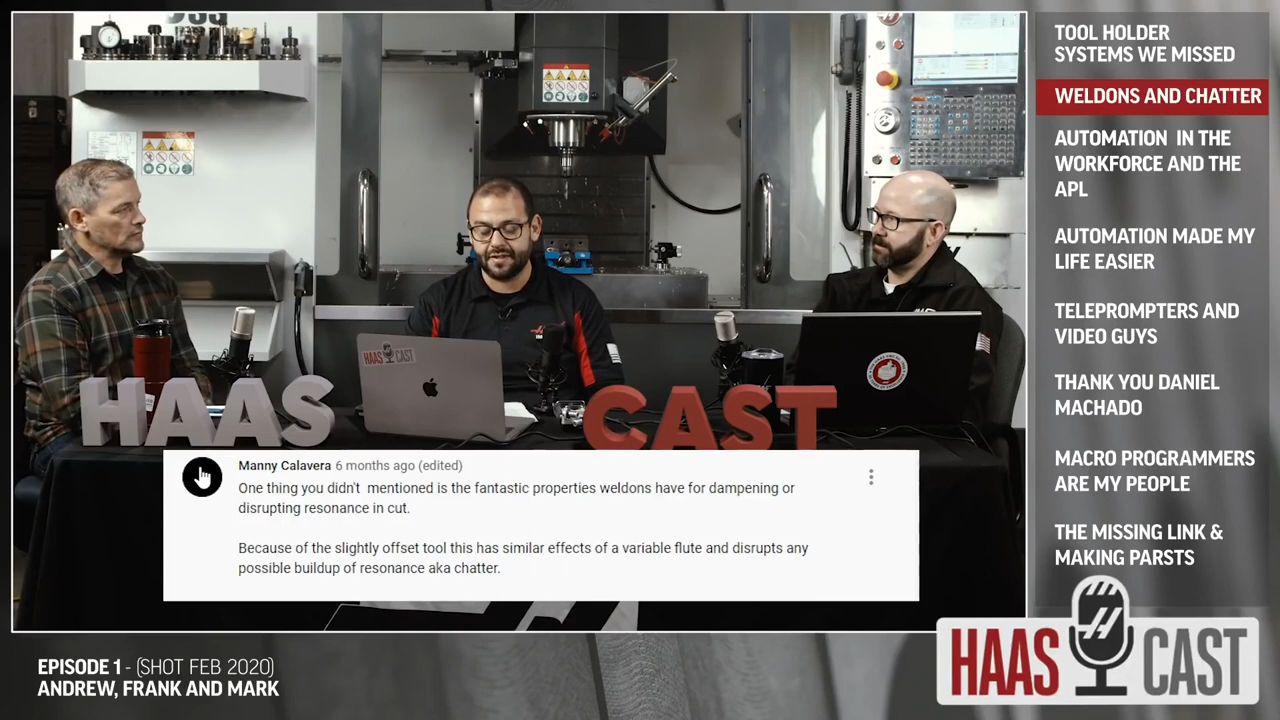 TOOL HOLDER
SYSTEMS WE MISSED
WELDONS AND CHATTER
AUTOMATION IN THE
WORKFORCE AND THE
APL
AUTOMATION MADE MY
LIFE EASIER
TELEPROMPTERS AND
VIDEO GUYS
THANK YOU DANIEL
MACHADO
MACRO PROGRAMMERS
ARE MY PEOPLE
THE MISSING LINK &
MAKING PARSTS
HAAS CAST
HAAS CAST
Manny Calavera 6 months ago (edited)
One thing you didn't mentioned is the fantastic properties weldons have for dampening or
disrupting resonance in cut.
Because of the slightly offset tool this has similar effects of a variable flute and disrupts any
possible buildup of resonance aka chatter.
EPISODE 1 - (SHOT FEB 2020)
ANDREW, FRANK AND MARK
HAAS CAST